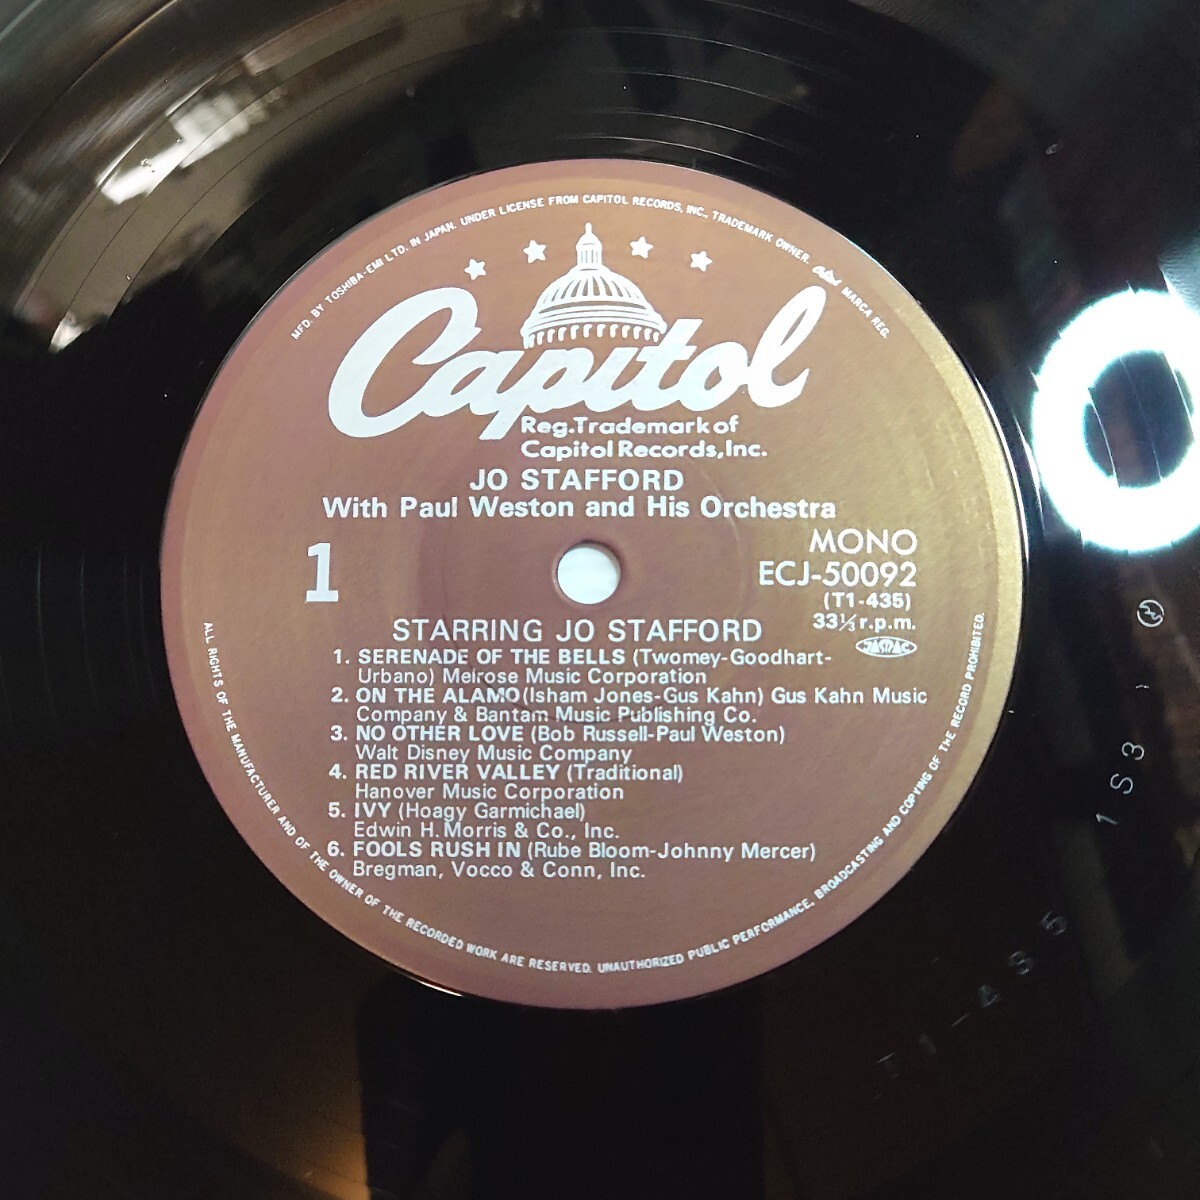 MFD. BY TOSHIBA-EMI LTD. IN JAPAN. UNDER LICENSE FROM CAPITOL RECORDS, INC., TRADEMARK OWNER. Capitol MARCA REG.
Capitol
Reg.Trademark of
Capitol Records,Inc.
JO STAFFORD
With Paul Weston and His Orchestra
1
MONO
ECJ-50092
(T1-435)
33⅓r.p.m.
JASRAC
STARRING JO STAFFORD
1. SERENADE OF THE BELLS (Twomey-Goodhart-
Urbano) Melrose Music Corporation
2. ON THE ALAMO(Isham Jones-Gus Kahn) Gus Kahn Music
Company & Bantam Music Publishing Co.
3. NO OTHER LOVE (Bob Russell-Paul Weston)
Walt Disney Music Company
4. RED RIVER VALLEY (Traditional)
Hanover Music Corporation
5. IVY (Hoagy Garmichael)
Edwin H. Morris & Co., Inc.
6. FOOLS RUSH IN (Rube Bloom-Johnny Mercer)
Bregman, Vocco & Conn, Inc.
ALL RIGHTS OF THE MANUFACTURER AND OF THE OWNER OF THE RECORDED WORK ARE RESERVED. UNAUTHORIZED PUBLIC PERFORMANCE, BROADCASTING AND COPYING OF THE RECORD PROHIBITED.
T1-435
1S3